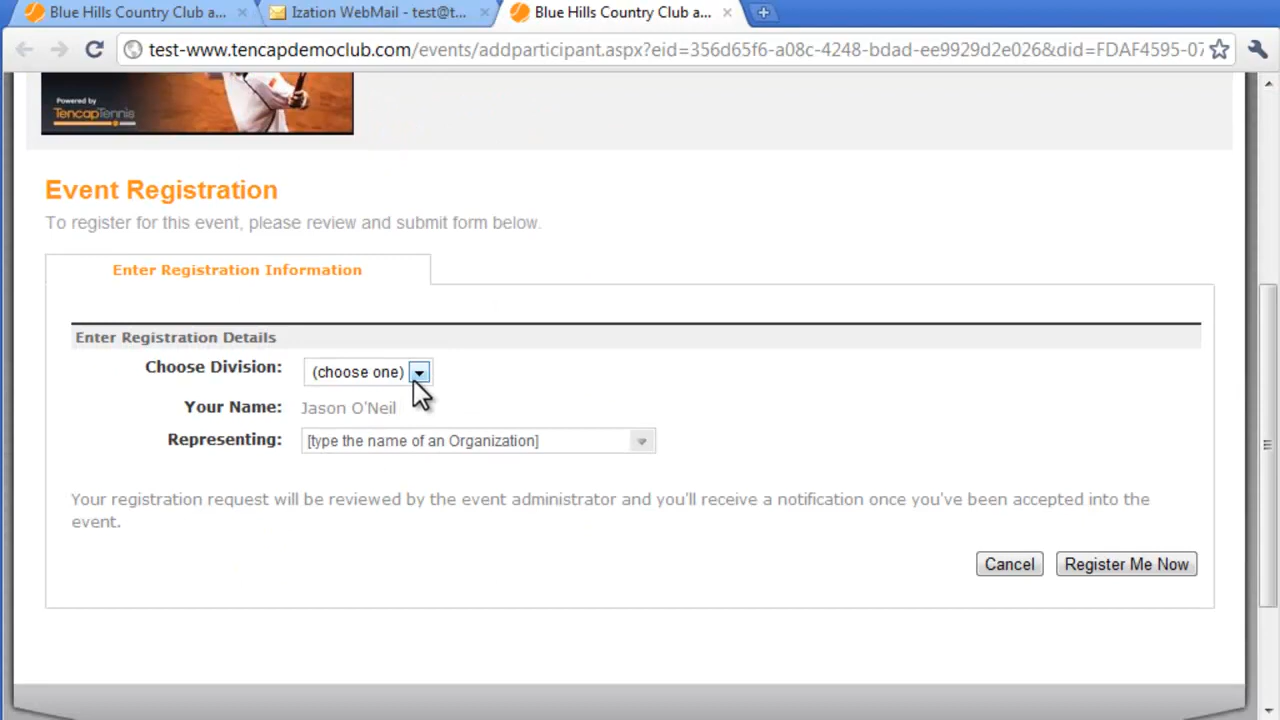 Blue Hills Country Club a...
Ization WebMail - test@t...
Blue Hills Country Club a...
test-www.tencapdemoclub.com/events/addparticipant.aspx?eid=356d65f6-a08c-4248-bdad-ee9929d2e026&did=FDAF4595-07
Powered by
TencapTennis
Event Registration
To register for this event, please review and submit form below.
Enter Registration Information
Enter Registration Details
Choose Division: (choose one)
Your Name: Jason O'Neil
Representing: [type the name of an Organization]
Your registration request will be reviewed by the event administrator and you'll receive a notification once you've been accepted into the
event.
Cancel Register Me Now